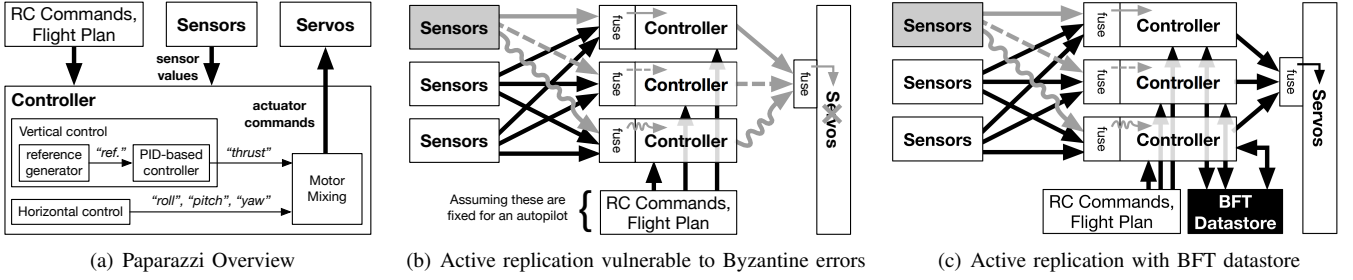 RC Commands,
Flight Plan
Sensors
Servos
sensor
values
Controller
actuator
commands
Vertical control
reference
generator
“ref.”
PID-based
controller
“thrust”
Motor
Mixing
Horizontal control
“roll”, “pitch”, “yaw”
(a) Paparazzi Overview
Sensors
Sensors
Sensors
fuse
Controller
fuse
Controller
fuse
Controller
fuse
Servos
Assuming these are
fixed for an autopilot
{
RC Commands,
Flight Plan
(b) Active replication vulnerable to Byzantine errors
Sensors
Sensors
Sensors
fuse
Controller
fuse
Controller
fuse
Controller
fuse
Servos
RC Commands,
Flight Plan
BFT
Datastore
(c) Active replication with BFT datastore